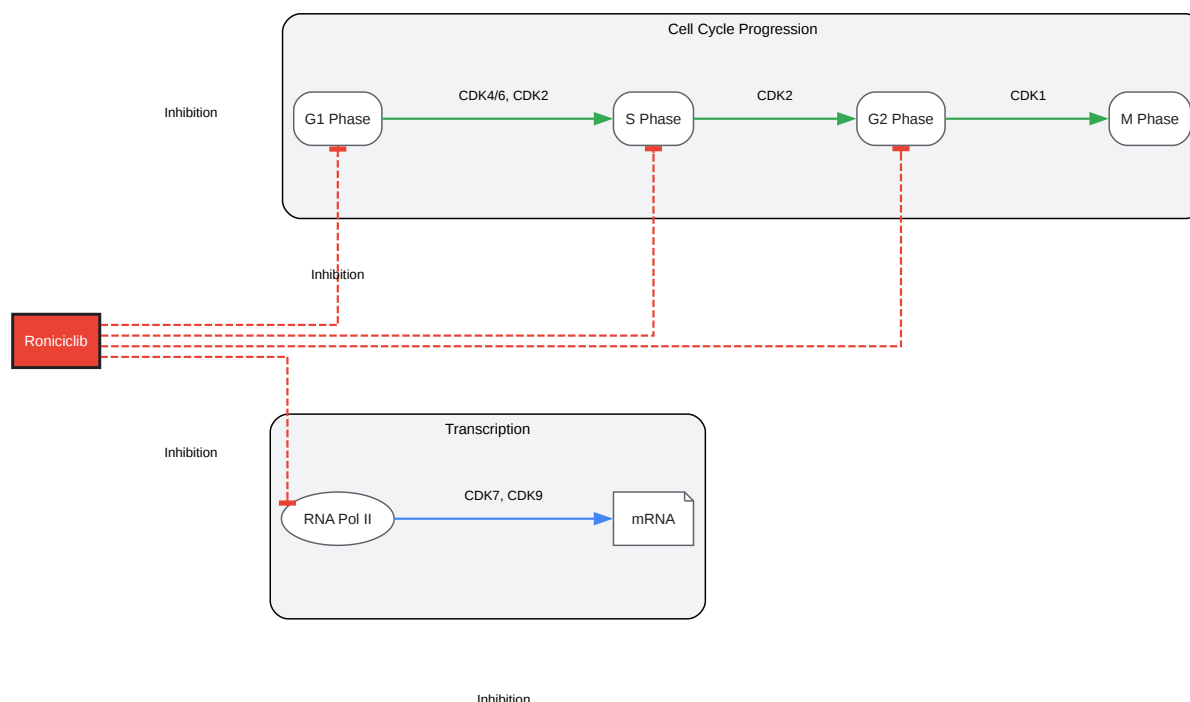 Cell Cycle Progression
CDK4/6, CDK2
CDK2
CDK1
Inhibition
G1 Phase
S Phase
G2 Phase
M Phase
Inhibition
Roniciclib
Transcription
Inhibition
CDK7, CDK9
RNA Pol II
mRNA
Inhibition